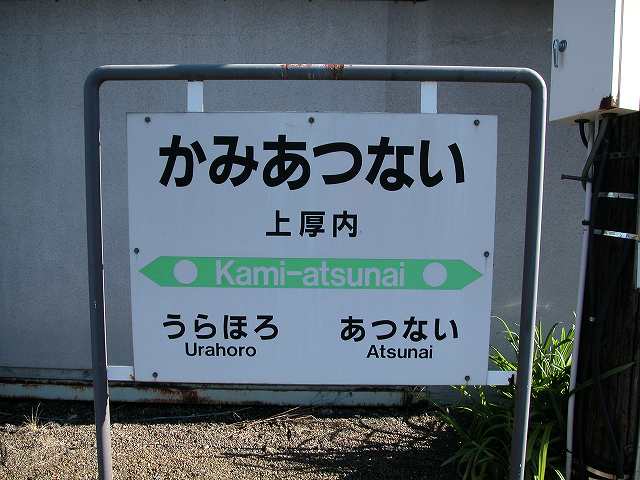 かみあつない
上厚内
Kami-atsunai
うらほろ あつない
Urahoro Atsunai